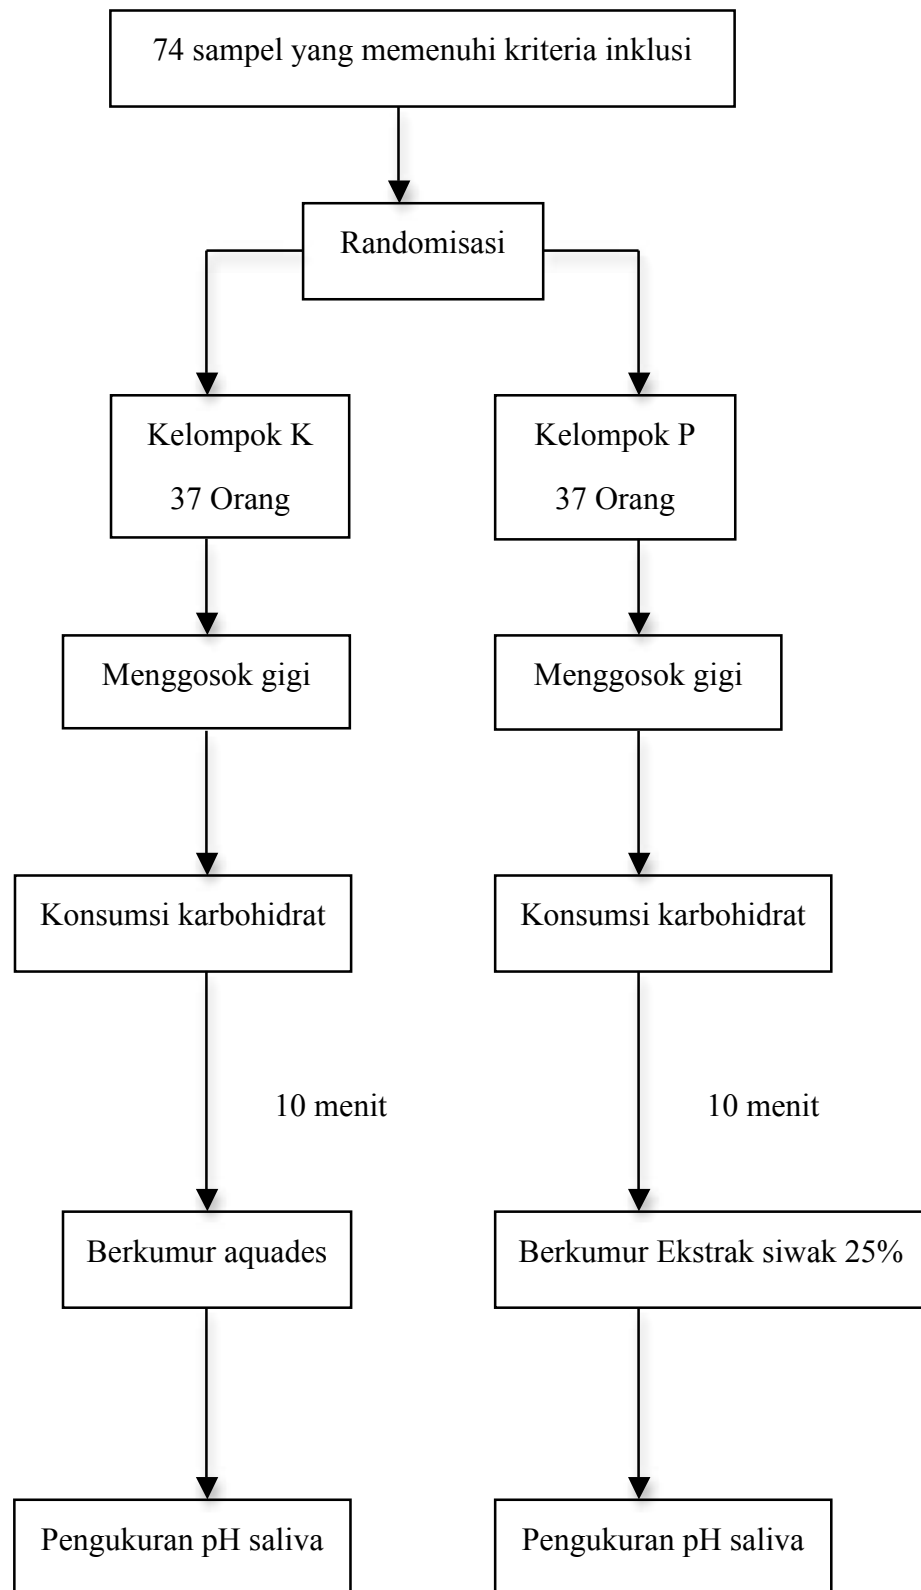 74 sampel yang memenuhi kriteria inklusi
Randomisasi
Kelompok K
37 Orang
Kelompok P
37 Orang
Menggosok gigi
Menggosok gigi
Konsumsi karbohidrat
Konsumsi karbohidrat
10 menit
10 menit
Berkumur aquades
Berkumur Ekstrak siwak 25%
Pengukuran pH saliva
Pengukuran pH saliva